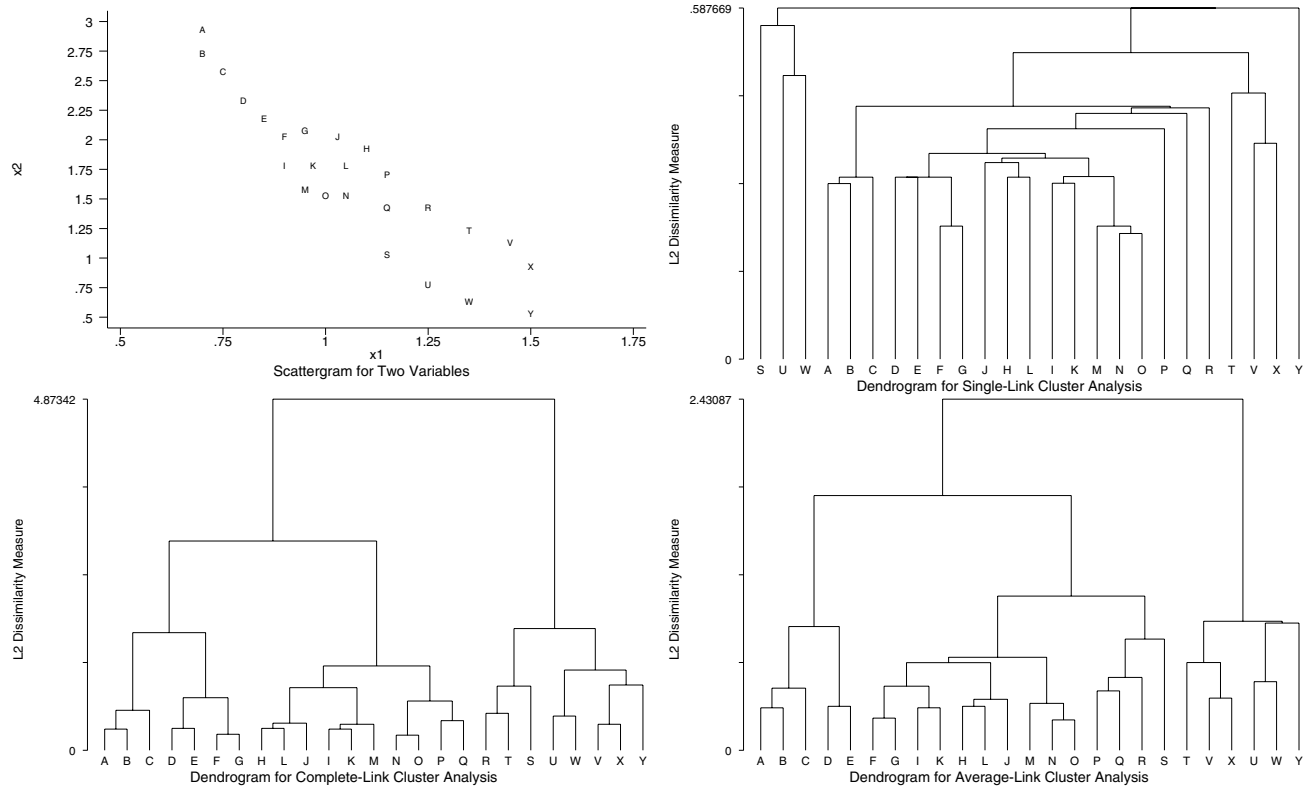 3
2.75
2.5
2.25
2
1.75
1.5
1.25
1
.75
.5
x2
A
B
C
D
E
F G J H
I K L P
M O N
Q R
T
S V
X
U
W
Y
.5 .75 1 1.25 1.5 1.75
x1
Scattergram for Two Variables
.587669
L2 Dissimilarity Measure
0
S U W A B C D E F G J H L I K M N O P Q R T V X Y
Dendrogram for Single-Link Cluster Analysis
4.87342
L2 Dissimilarity Measure
0
A B C D E F G H L J I K M N O P Q R T S U W V X Y
Dendrogram for Complete-Link Cluster Analysis
2.43087
L2 Dissimilarity Measure
0
A B C D E F G I K H L J M N O P Q R S T V X U W Y
Dendrogram for Average-Link Cluster Analysis